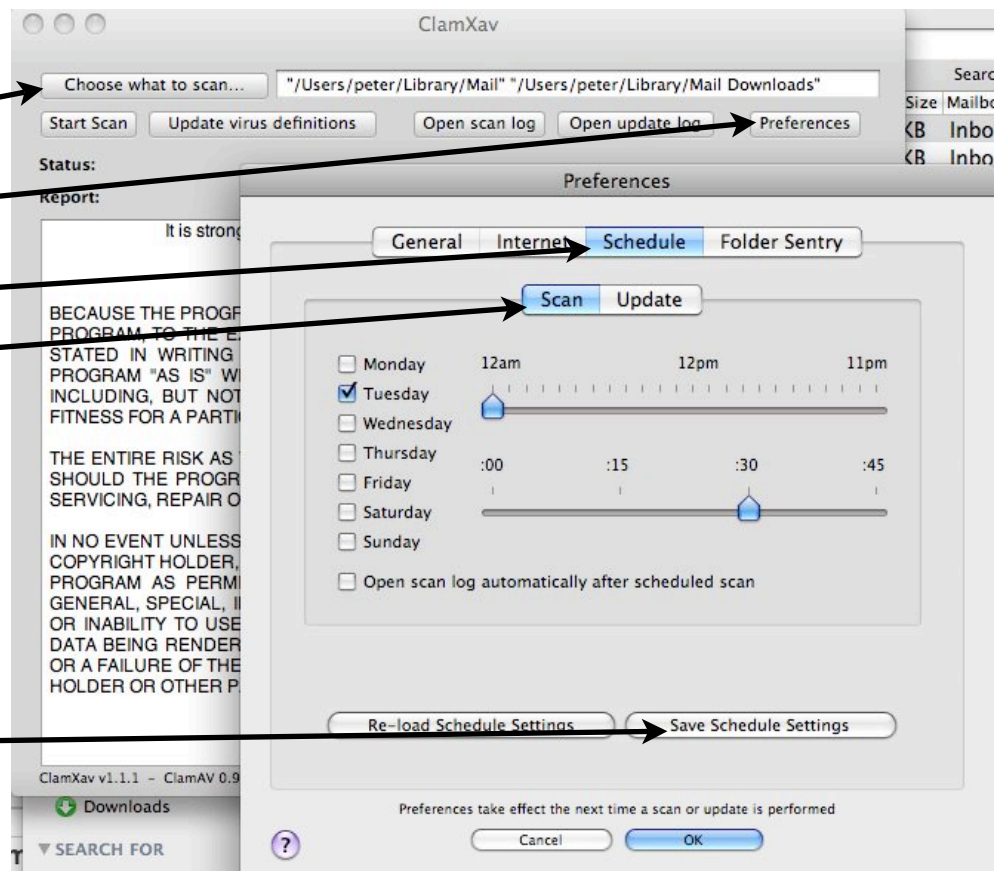 ClamXav
Choose what to scan...
"/Users/peter/Library/Mail" "/Users/peter/Library/Mail Downloads"
Searc
Size Mailbo
Start Scan
Update virus definitions
Open scan log
Open update log
Preferences
KB Inbo
KB Inbo
Status:
Report:
Preferences
It is strong
General
Internet
Schedule
Folder Sentry
Scan
Update
BECAUSE THE PROGR
PROGRAM, TO THE E
STATED IN WRITING
PROGRAM "AS IS" WI
INCLUDING, BUT NOT
FITNESS FOR A PARTI
THE ENTIRE RISK AS
SHOULD THE PROGR
SERVICING, REPAIR O
IN NO EVENT UNLESS
COPYRIGHT HOLDER,
PROGRAM AS PERMI
GENERAL, SPECIAL, I
OR INABILITY TO USE
DATA BEING RENDER
OR A FAILURE OF THE
HOLDER OR OTHER P
Monday
Tuesday
Wednesday
Thursday
Friday
Saturday
Sunday
12am 12pm 11pm
:00 :15 :30 :45
Open scan log automatically after scheduled scan
Re-load Schedule Settings
Save Schedule Settings
ClamXav v1.1.1 - ClamAV 0.9
Downloads
Preferences take effect the next time a scan or update is performed
SEARCH FOR
?
Cancel
OK